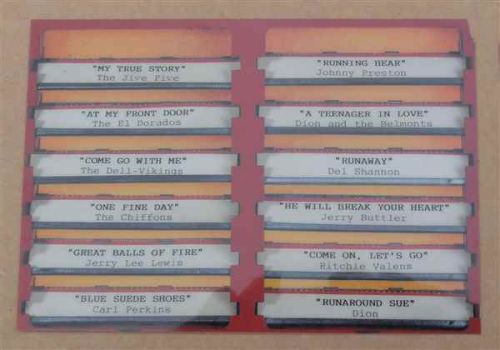 "MY TRUE STORY"
The Jive Five
"AT MY FRONT DOOR"
The El Dorados
"COME GO WITH ME"
The Dell-Vikings
"ONE FINE DAY"
The Chiffons
"GREAT BALLS OF FIRE"
Jerry Lee Lewis
"BLUE SUEDE SHOES"
Carl Perkins
"RUNNING BEAR"
Johnny Preston
"A TEENAGER IN LOVE"
Dion and the Belmonts
"RUNAWAY"
Del Shannon
"HE WILL BREAK YOUR HEART"
Jerry Buttler
"COME ON, LET'S GO"
Ritchie Valens
"RUNAROUND SUE"
Dion